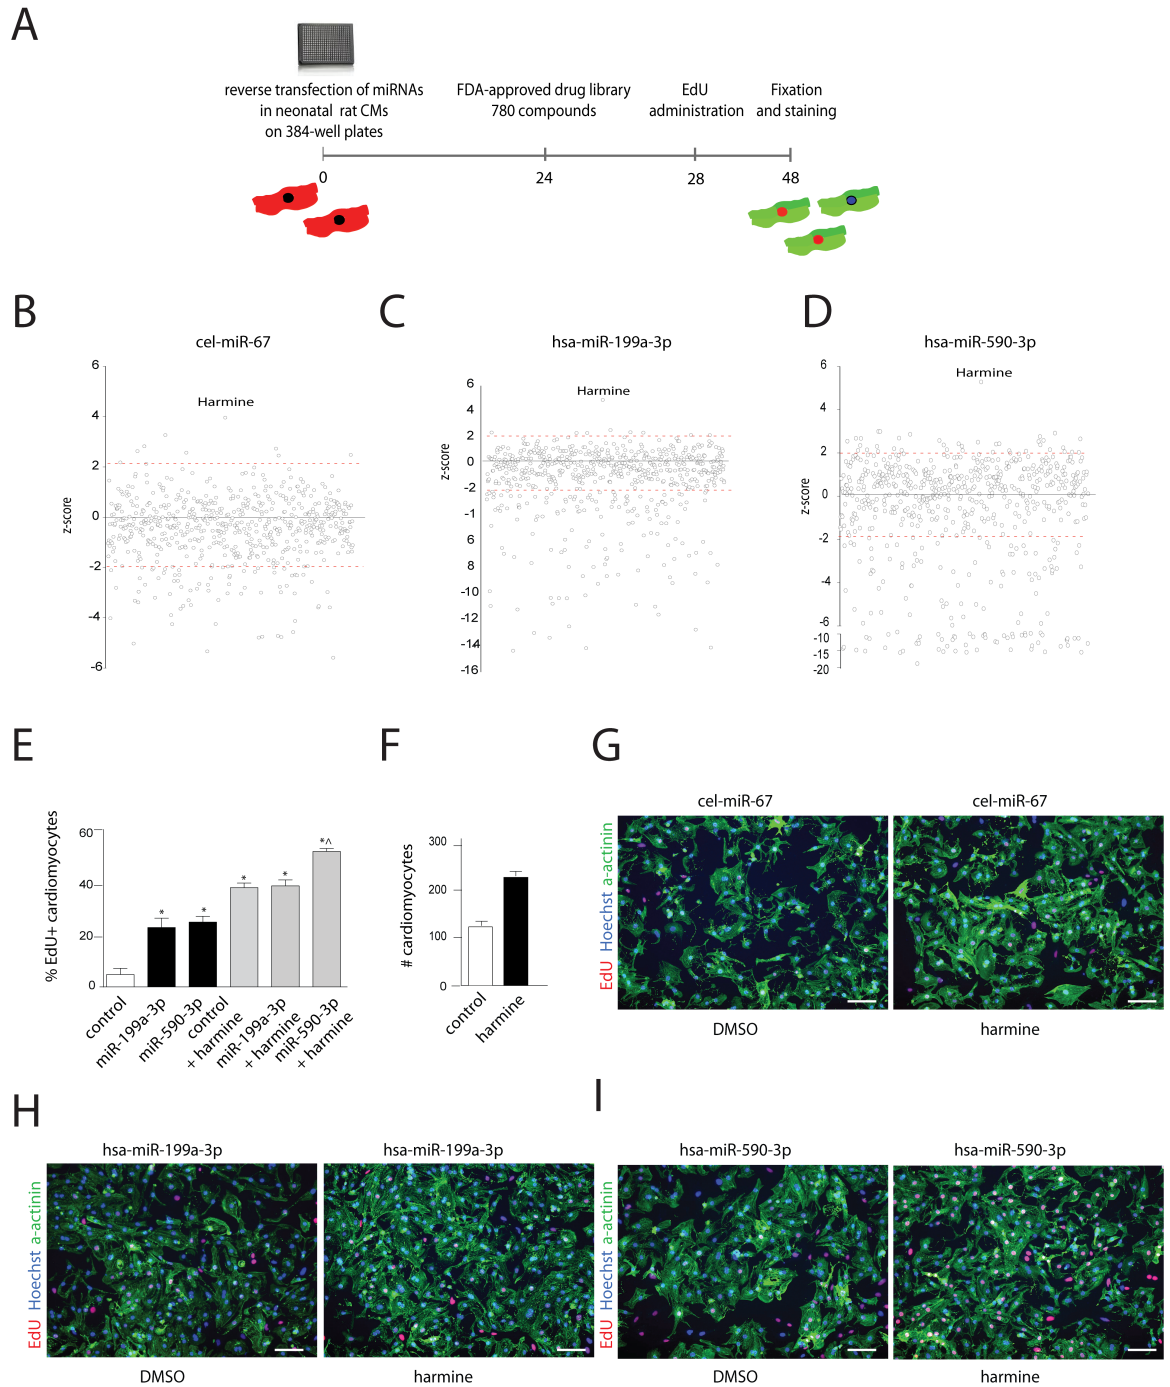 A
reverse transfection of miRNAs
in neonatal rat CMs
on 384-well plates
FDA-approved drug library
780 compounds
EdU
administration
Fixation
and staining
0
24
28
48
B
cel-miR-67
Harmine
z-score
6
4
2
0
-2
-4
-6
C
hsa-miR-199a-3p
Harmine
z-score
6
4
2
0
-2
-1
6
8
-10
-12
-14
-16
D
hsa-miR-590-3p
Harmine
z-score
6
4
2
0
-2
-4
-6
-10
-15
-20
E
% EdU+ cardiomyocytes
60
40
20
0
*
*
*
*
*^
control
miR-199a-3p
miR-590-3p
control
+ harmine
miR-199a-3p
+ harmine
miR-590-3p
+ harmine
F
# cardiomyocytes
300
200
100
0
control
harmine
G
cel-miR-67
cel-miR-67
EdU Hoechst a-actinin
DMSO
harmine
H
hsa-miR-199a-3p
hsa-miR-199a-3p
EdU Hoechst a-actinin
DMSO
harmine
I
hsa-miR-590-3p
hsa-miR-590-3p
EdU Hoechst a-actinin
DMSO
harmine